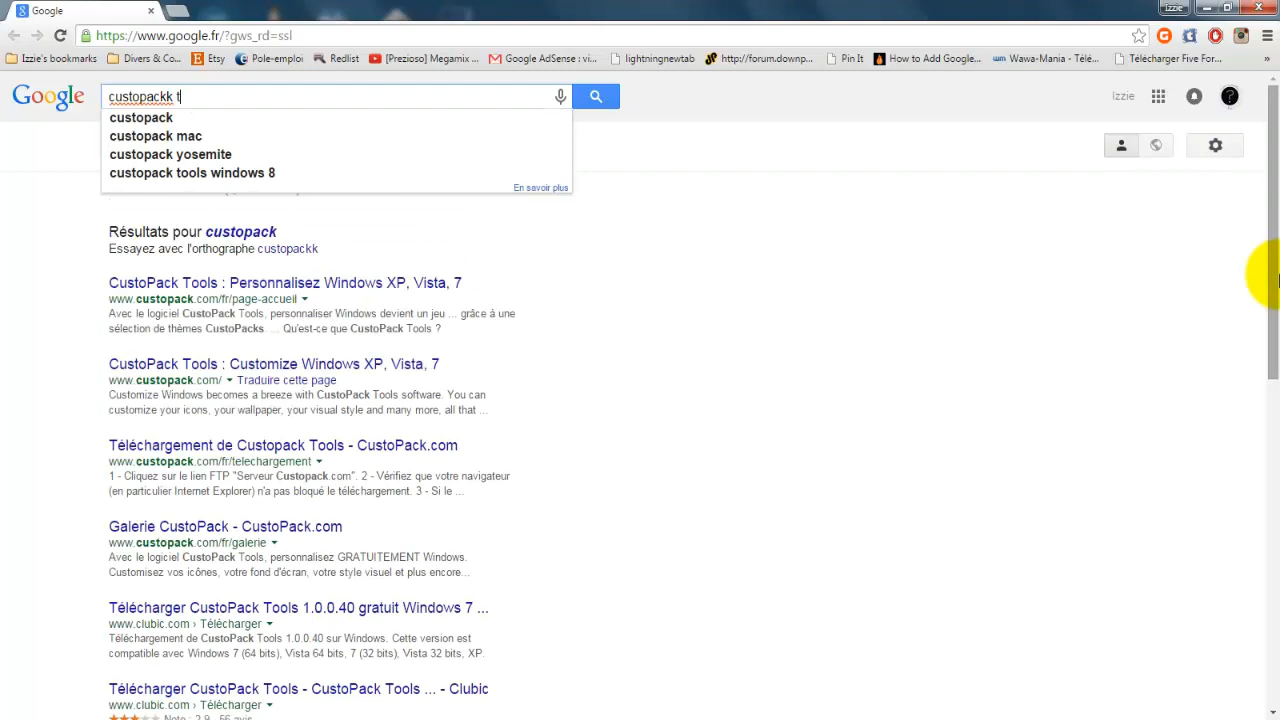 Google
Izzie
https://www.google.fr/?gws_rd=ssl
Izzie's bookmarks
Divers & Co...
Etsy
Pole-emploi
Redlist
[Prezioso] Megamix ...
Google AdSense : vi...
lightningnewtab
http://forum.downp...
Pin It
How to Add Google...
Wawa-Mania - Télé...
Télécharger Five For...
Google
custopackk t
Izzie
custopack
custopack mac
custopack yosemite
custopack tools windows 8
En savoir plus
Résultats pour custopack
Essayez avec l'orthographe custopackk
CustoPack Tools : Personnalisez Windows XP, Vista, 7
www.custopack.com/fr/page-accueil
Avec le logiciel CustoPack Tools, personnaliser Windows devient un jeu ... grâce à une
sélection de thèmes CustoPacks. ... Qu'est-ce que CustoPack Tools ?
CustoPack Tools : Customize Windows XP, Vista, 7
www.custopack.com/ Traduire cette page
Customize Windows becomes a breeze with CustoPack Tools software. You can
customize your icons, your wallpaper, your visual style and many more, all that ...
Téléchargement de Custopack Tools - CustoPack.com
www.custopack.com/fr/telechargement
1 - Cliquez sur le lien FTP "Serveur Custopack.com". 2 - Vérifiez que votre navigateur
(en particulier Internet Explorer) n'a pas bloqué le téléchargement. 3 - Si le ...
Galerie CustoPack - CustoPack.com
www.custopack.com/fr/galerie
Avec le logiciel CustoPack Tools, personnalisez GRATUITEMENT Windows.
Customisez vos icônes, votre fond d'écran, votre style visuel et plus encore...
Télécharger CustoPack Tools 1.0.0.40 gratuit Windows 7 ...
www.clubic.com › Télécharger
Téléchargement de CustoPack Tools 1.0.0.40 sur Windows. Cette version est
compatible avec Windows 7 (64 bits), Vista 64 bits, 7 (32 bits), Vista 32 bits, XP.
Télécharger CustoPack Tools - CustoPack Tools ... - Clubic
www.clubic.com › Télécharger
Note : 2,9 - 56 avis